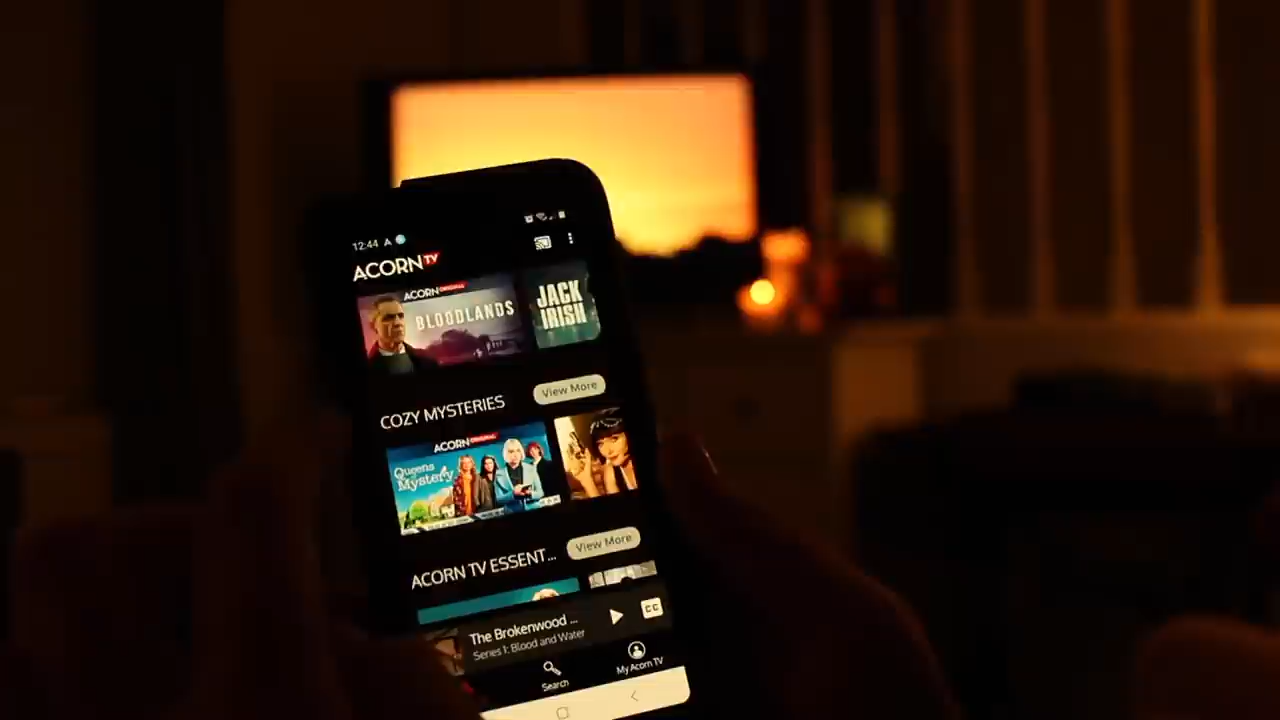 12:44
ACORN TV
ACORN ORIGINAL
BLOODLANDS
JACK
IRISH
COZY MYSTERIES
View More
ACORN ORIGINAL
Queens
Mystery
ACORN TV ESSENT...
View More
The Brokenwood ...
Series 1: Blood and Water
CC
Search
My Acorn TV